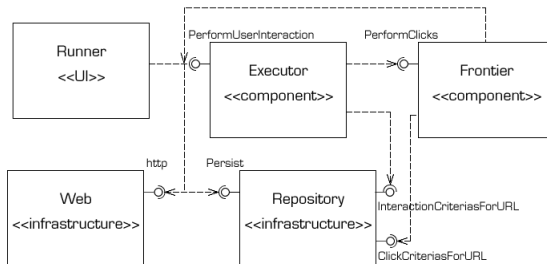 PerformUserInteraction
PerformClicks
Runner
<<UI>>
Executor
<<component>>
Frontier
<<component>>
http
Persist
Web
<<infrastructure>>
Repository
<<infrastructure>>
InteractionCriteriasForURL
ClickCriteriasForURL